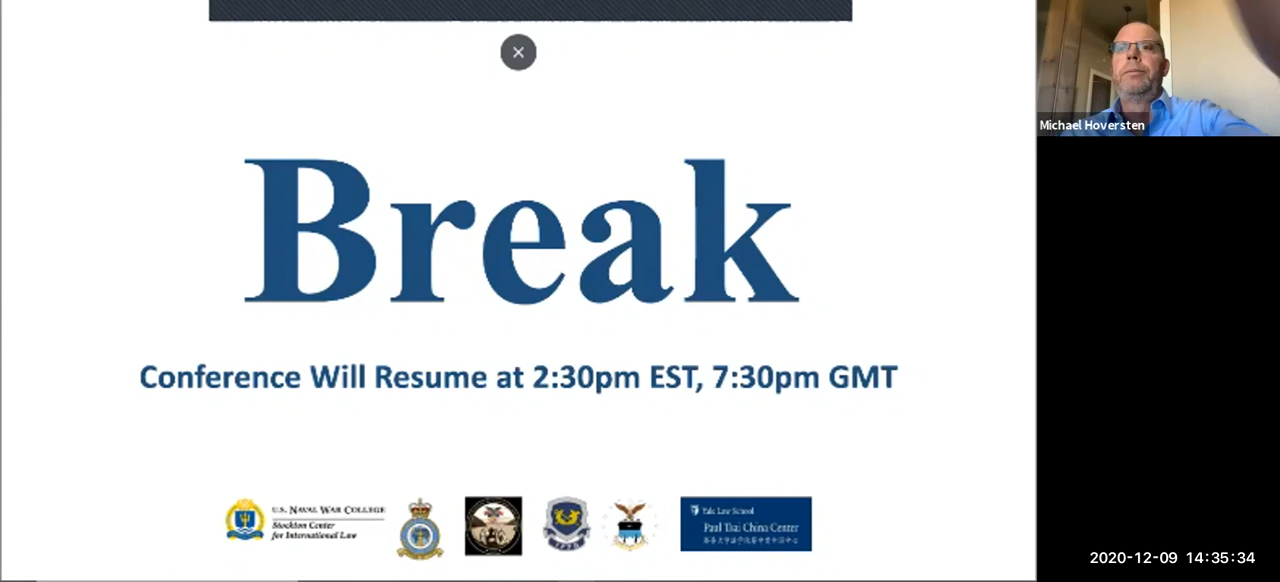 Break
Conference Will Resume at 2:30pm EST, 7:30pm GMT
U.S. NAVAL WAR COLLEGE
Stockton Center
for International Law
Yale Law School
Paul Tsai China Center
Michael Hoversten
2020-12-09 14:35:34